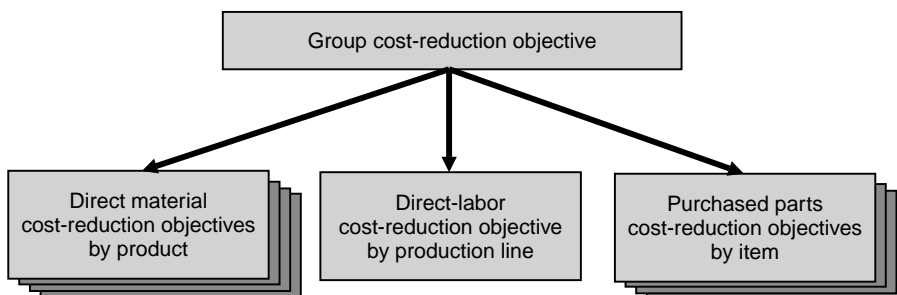 Group cost-reduction objective
Direct material
cost-reduction objectives
by product
Direct-labor
cost-reduction objective
by production line
Purchased parts
cost-reduction objectives
by item